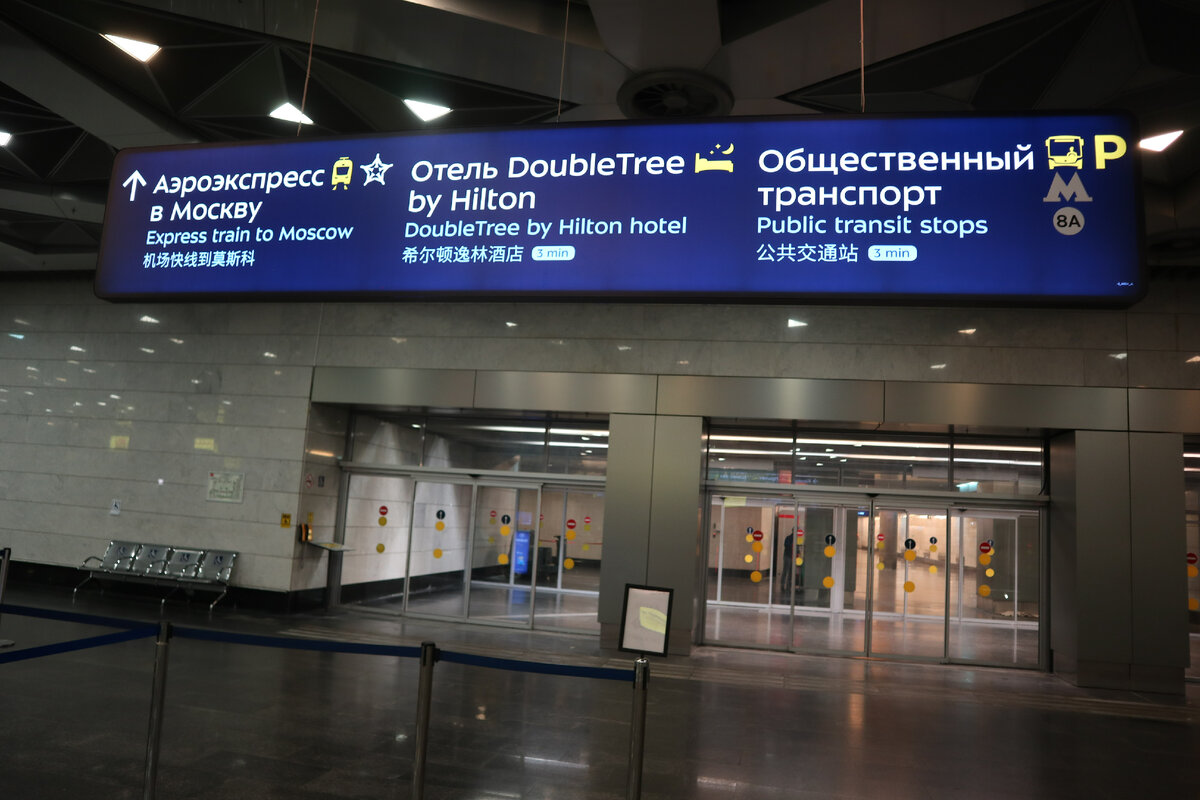 Аэроэкспресс
в Москву
Express train to Moscow
机场快线到莫斯科
Отель DoubleTree
by Hilton
DoubleTree by Hilton hotel
希尔顿逸林酒店 3 min
Общественный
транспорт
Public transit stops
公共交通站 3 min
P
М
8А